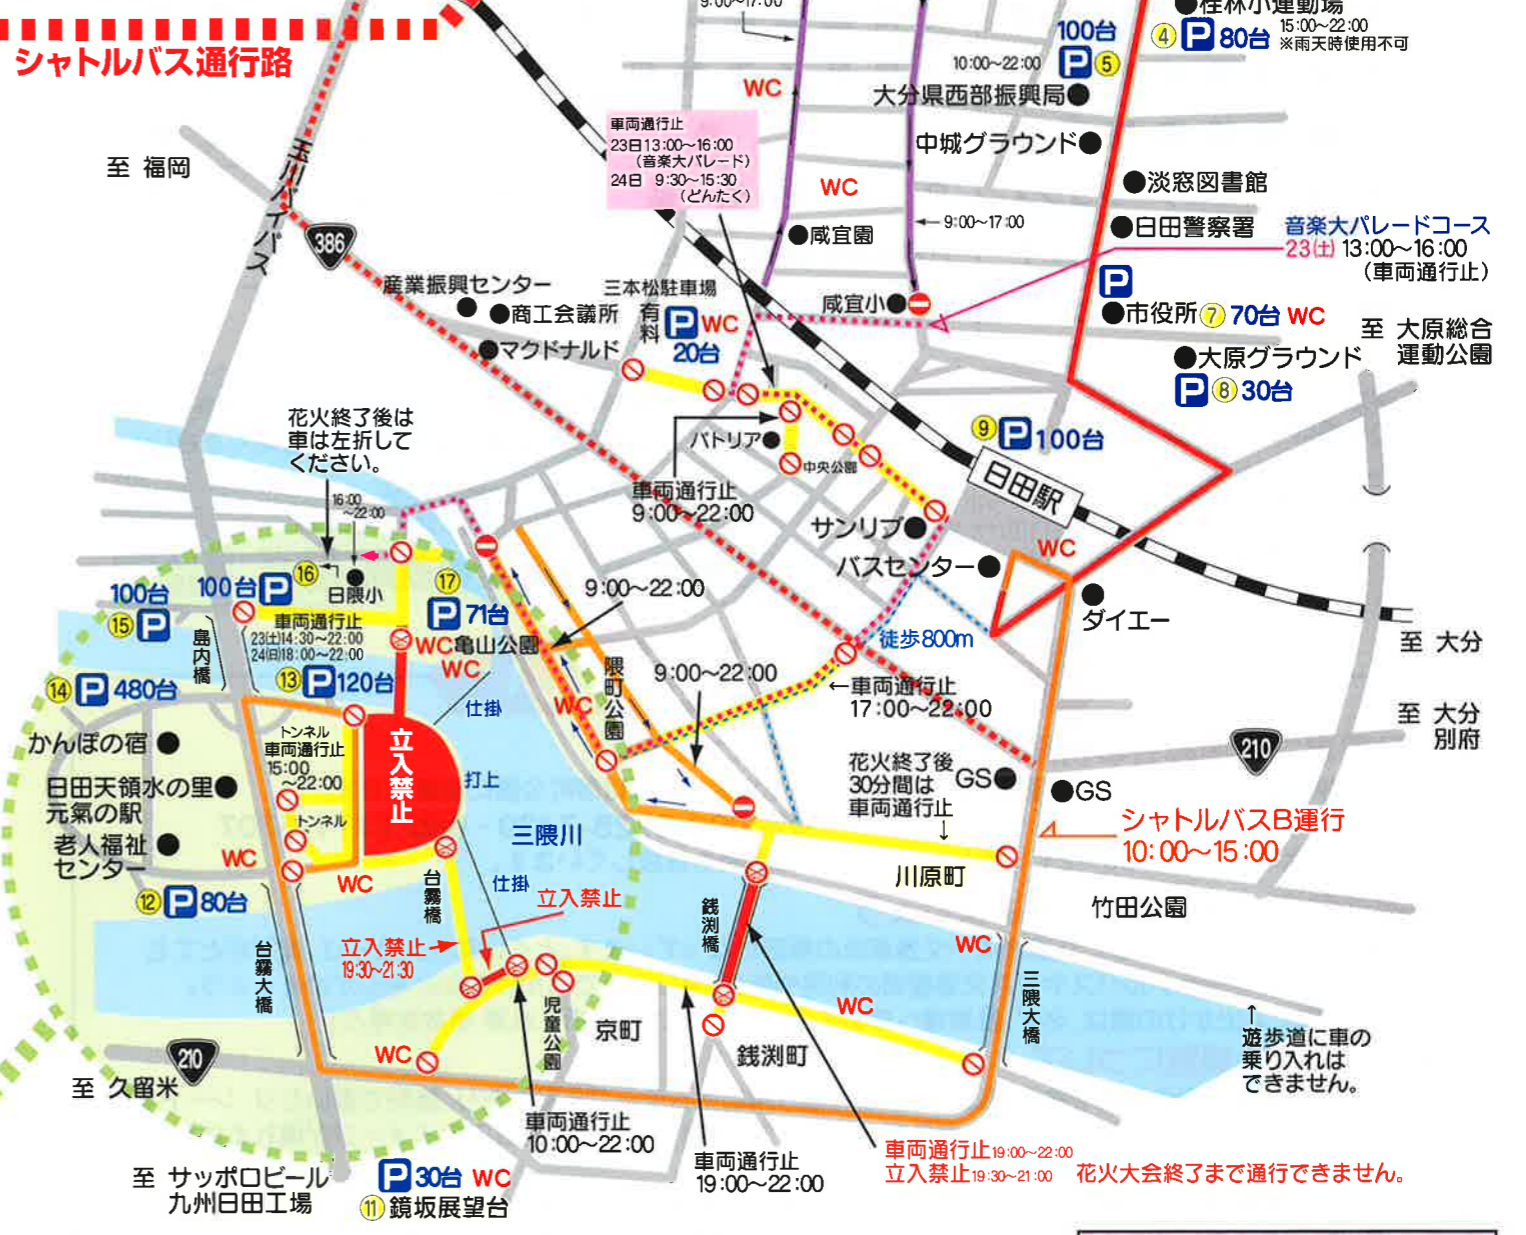 9:00～17:00
●桂林小運動場
④ P 80台 15:00～22:00
※雨天時使用不可
100台
P ⑤
10:00～22:00
シャトルバス通行路
WC
大分県西部振興局●
車両通行止
23日13:00～16:00
（音楽大パレード）
24日 9:30～15:30
（どんたく）
中城グラウンド●
至 福岡
玉川バイパス
WC
●淡窓図書館
386
●咸宜園
←9:00～17:00
●日田警察署
音楽大パレードコース
23(土) 13:00～16:00
（車両通行止）
産業振興センター
●商工会議所
三本松駐車場
有料
P WC
20台
咸宜小●
P
●市役所⑦ 70台 WC
至 大原総合
運動公園
●マクドナルド
●大原グラウンド
P ⑧ 30台
花火終了後は
車は左折して
ください。
パトリア●
中央公園
⑨ P 100台
日田駅
16:00
～22:00
車両通行止
9:00～22:00
サンリブ●
WC
バスセンター●
●ダイエー
100台
⑮ P
100台 P ⑯
日隈小
⑰
P 71台
9:00～22:00
車両通行止
23(土)14:30～22:00
24(日)18:00～22:00
島内橋
WC 亀山公園
WC
徒歩800m
至 大分
⑭ P 480台
⑬ P 120台
仕掛
WC
隈町公園
9:00～22:00
←車両通行止
17:00～22:00
至 大分
別府
かんぽの宿●
トンネル
車両通行止
15:00
～22:00
立入禁止
打上
花火終了後
30分間は
車両通行止
↓
GS●
●GS
210
日田天領水の里●
元氣の駅
トンネル
老人福祉●
センター
WC
三隈川
シャトルバスB運行
10:00～15:00
WC
⑫ P 80台
台霧橋
仕掛
立入禁止
川原町
竹田公園
銭渕橋
立入禁止
19:30～21:30
台霧大橋
WC
三隈大橋
WC
児童公園
京町
銭渕町
↑
遊歩道に車の
乗り入れは
できません。
210
至 久留米
WC
車両通行止
10:00～22:00
車両通行止
19:00～22:00
車両通行止19:00～22:00
立入禁止19:30～21:00 花火大会終了まで通行できません。
至 サッポロビール
九州日田工場
P 30台 WC
⑪ 鏡坂展望台